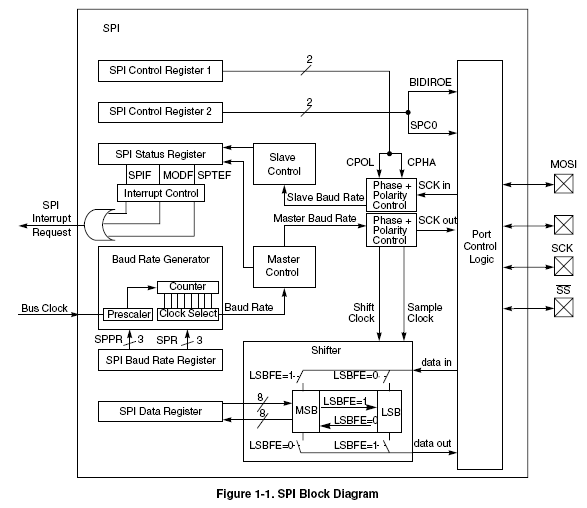 SPI
SPI Control Register 1
2
BIDIROE
SPI Control Register 2
2
SPC0
SPI Status Register
SPIF MODF SPTEF
Interrupt Control
SPI
Interrupt
Request
Slave
Control
CPOL CPHA
Phase +
Polarity
Control
SCK in
Slave Baud Rate
Master Baud Rate
Phase +
Polarity
Control
SCK out
Master
Control
Port
Control
Logic
MOSI
SCK
SS
Baud Rate Generator
Counter
Bus Clock
Prescaler
Clock Select
Baud Rate
SPPR 3
SPR 3
SPI Baud Rate Register
Shift
Clock
Sample
Clock
Shifter
data in
LSBFE=1
LSBFE=0
SPI Data Register
8
8
MSB
LSBFE=1
LSBFE=0
LSB
LSBFE=0
LSBFE=1
data out
Figure 1-1. SPI Block Diagram